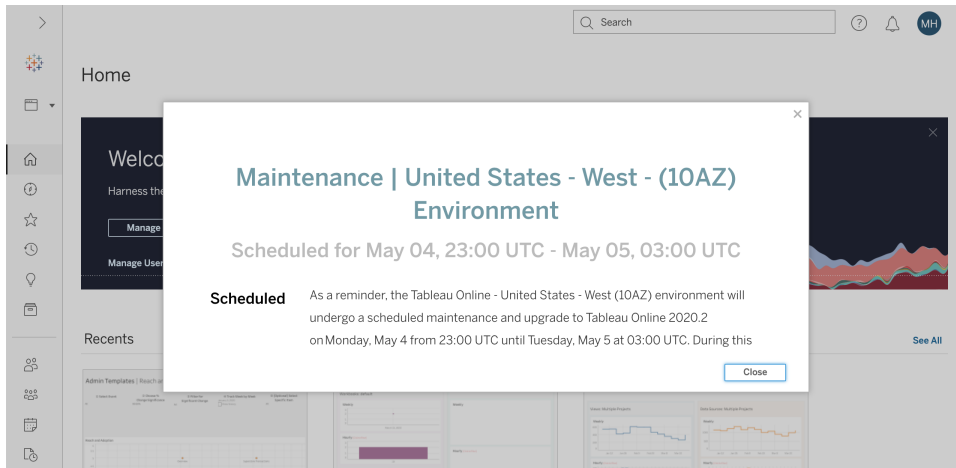 Search
?
MH
Home
Welco
Harness the
Manage
Manage User
Maintenance | United States - West - (10AZ)
Environment
Scheduled for May 04, 23:00 UTC - May 05, 03:00 UTC
Scheduled
As a reminder, the Tableau Online - United States - West (10AZ) environment will
undergo a scheduled maintenance and upgrade to Tableau Online 2020.2
on Monday, May 4 from 23:00 UTC until Tuesday, May 5 at 03:00 UTC. During this
Close
Recents
See All
Admin Templates | Reach